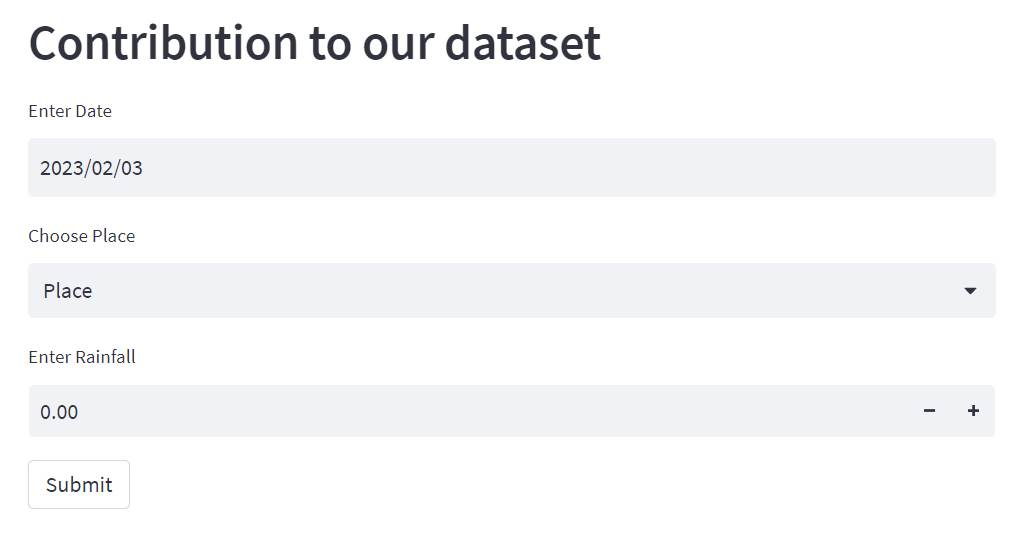 Contribution to our dataset
Enter Date
2023/02/03
Choose Place
Place
Enter Rainfall
0.00
Submit